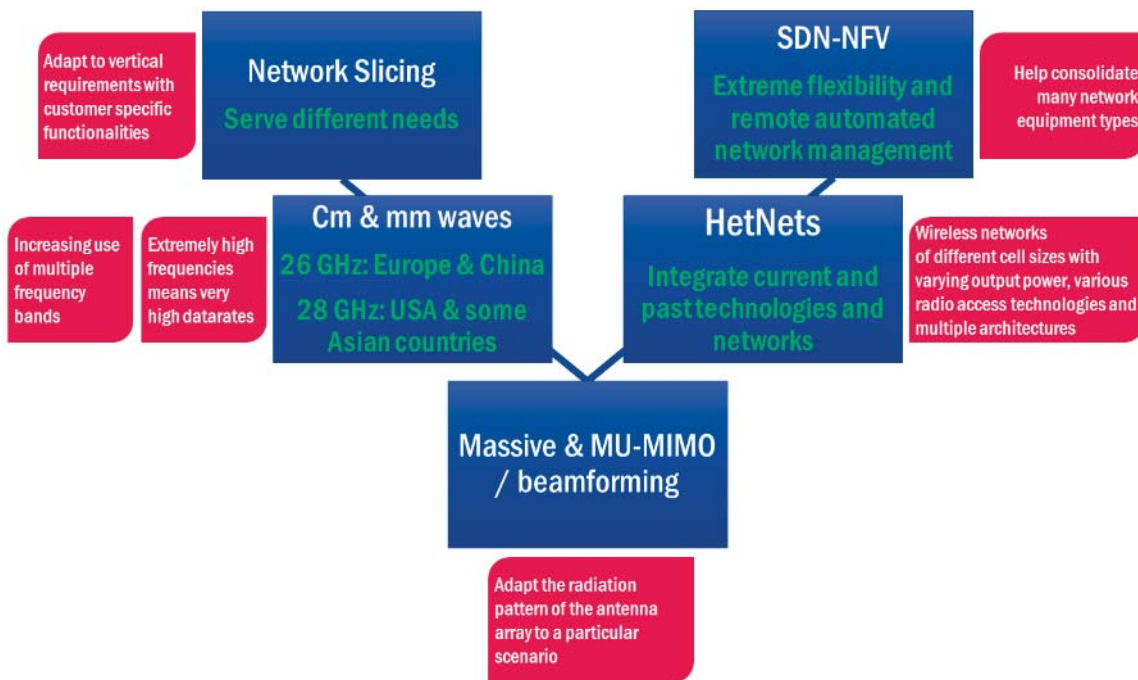 Adapt to vertical
requirements with
customer specific
functionalities
Network Slicing
Serve different needs
SDN-NFV
Extreme flexibility and
remote automated
network management
Help consolidate
many network
equipment types
Increasing use
of multiple
frequency
bands
Extremely high
frequencies
means very
high datarates
Cm & mm waves
26 GHz: Europe & China
28 GHz: USA & some
Asian countries
HetNets
Integrate current and
past technologies and
networks
Wireless networks
of different cell sizes with
varying output power, various
radio access technologies and
multiple architectures
Massive & MU-MIMO
/ beamforming
Adapt the radiation
pattern of the antenna
array to a particular
scenario